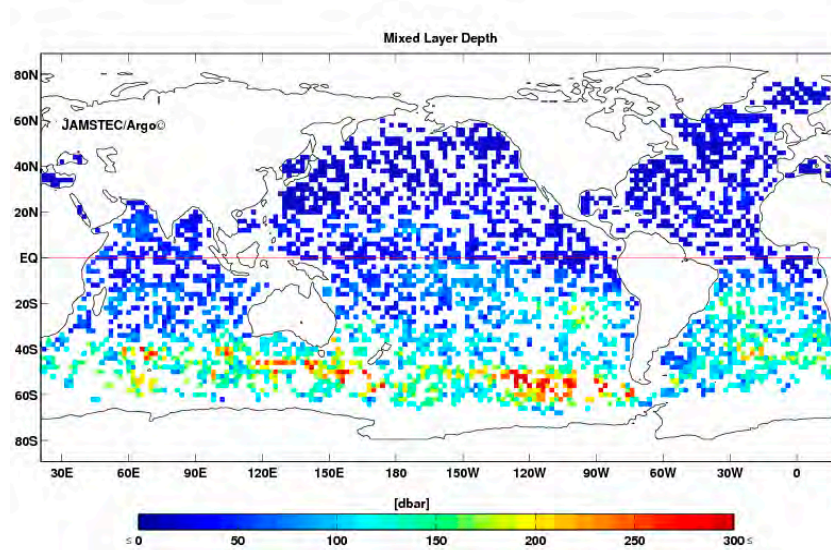 Mixed Layer Depth
80N
60N
JAMSTEC/Argo©
40N
20N
EQ
20S
40S
60S
80S
30E 60E 90E 120E 150E 180 150W 120W 90W 60W 30W 0
[dbar]
≤ 0 50 100 150 200 250 300 ≤